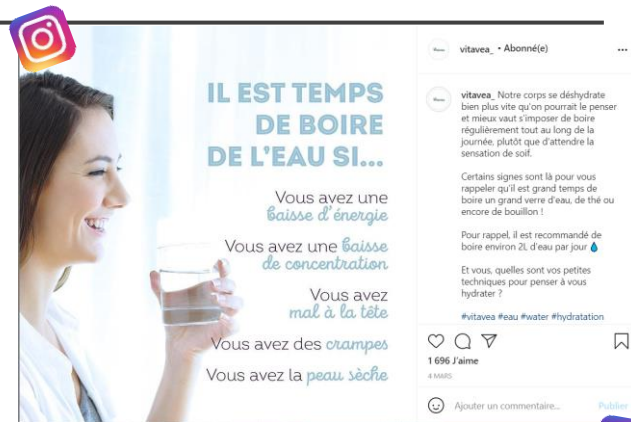 IL EST TEMPS
DE BOIRE
DE L'EAU SI...
Vous avez une
baisse d'énergie
Vous avez une baisse
de concentration
Vous avez
mal à la tête
Vous avez des crampes
Vous avez la peau sèche
vitavea_ • Abonné(e)
vitavea_ Notre corps se déshydrate
bien plus vite qu'on pourrait le penser
et mieux vaut s'imposer de boire
régulièrement tout au long de la
journée, plutôt que d'attendre la
sensation de soif.
Certains signes sont là pour vous
rappeler qu'il est grand temps de
boire un grand verre d'eau, de thé ou
encore de bouillon !
Pour rappel, il est recommandé de
boire environ 2L d'eau par jour 💧
Et vous, quelles sont vos petites
techniques pour penser à vous
hydrater ?
#vitavea #eau #water #hydratation
1 696 J'aime
4 MARS
Ajouter un commentaire...
Publier